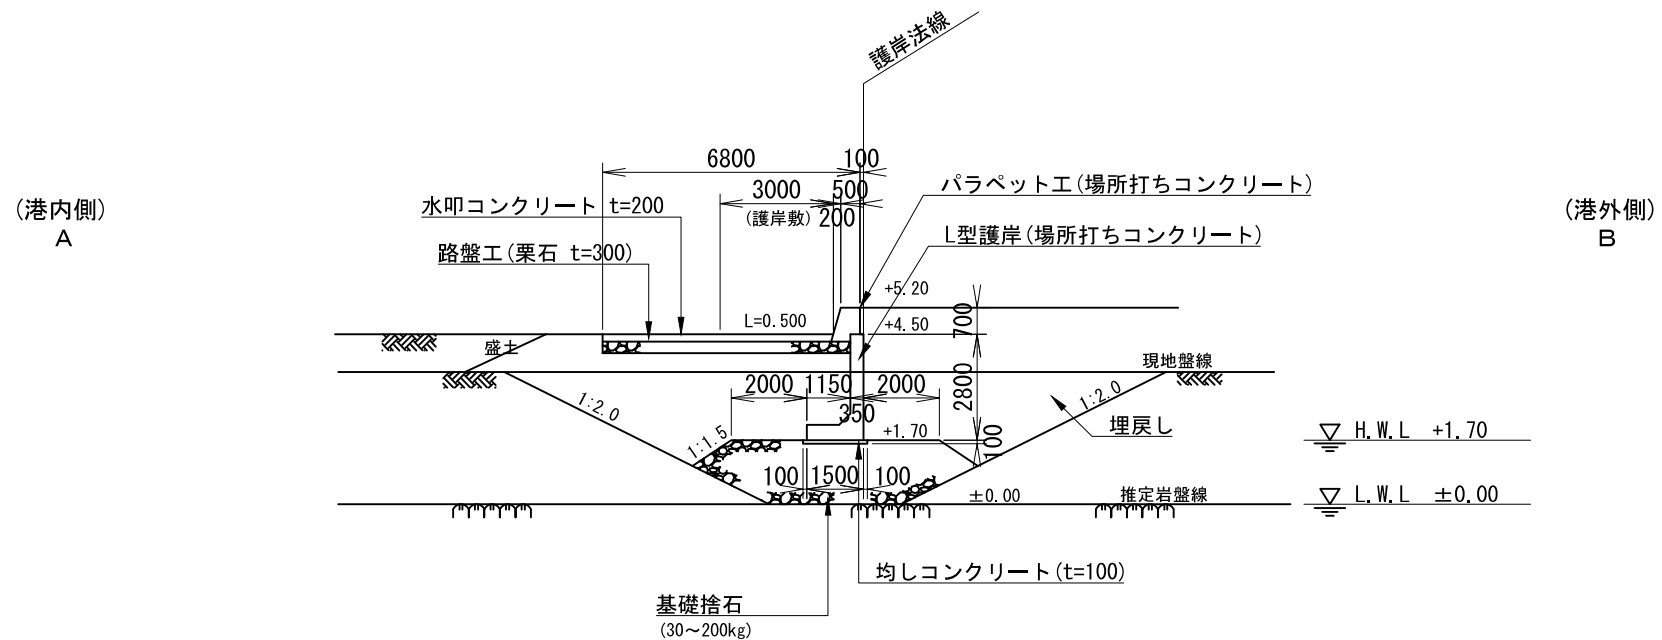 護岸法線
6800
100
(港内側)
A
3000
500
パラペット工(場所打ちコンクリート)
(港外側)
B
水叩コンクリート t=200
(護岸敷)
200
L型護岸(場所打ちコンクリート)
路盤工(栗石 t=300)
+5.20
L=0.500
+4.50
700
盛土
現地盤線
2000
1150
2000
2800
1:2.0
350
1:2.0
埋戻し
1:1.5
+1.70
100
H.W.L +1.70
100
1500
100
±0.00
推定岩盤線
L.W.L ±0.00
均しコンクリート(t=100)
基礎捨石
(30～200kg)